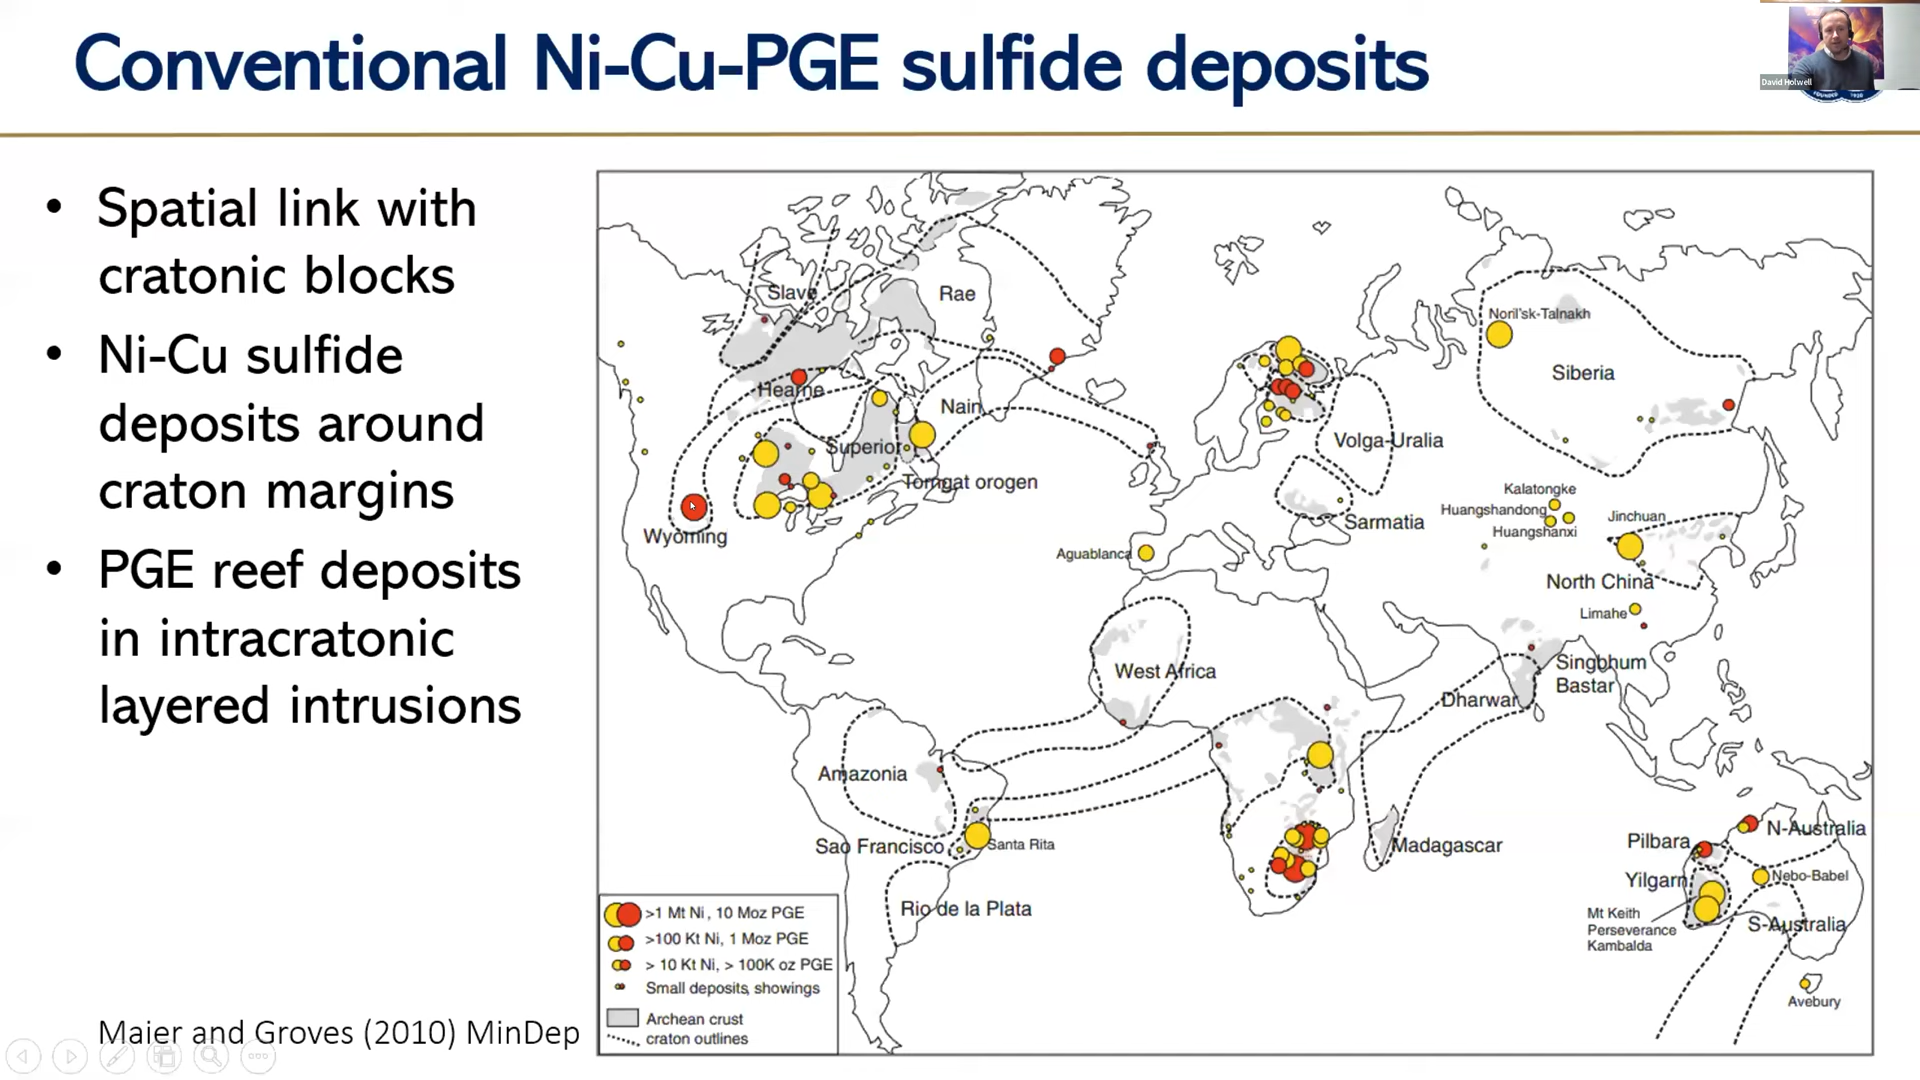 Conventional Ni-Cu-PGE sulfide deposits
David Holwell
• Spatial link with
cratonic blocks
• Ni-Cu sulfide
deposits around
craton margins
• PGE reef deposits
in intracratonic
layered intrusions
Maier and Groves (2010) MinDep
Slave
Rae
Noril'sk-Talnakh
Siberia
Hearne
Nain
Volga-Uralia
Superior
Torngat orogen
Kalatongke
Huangshandong
Jinchuan
Sarmatia
Huangshanxi
Wyoming
Aguablanca
North China
Limahe
West Africa
Singbhum
Bastar
Dharwar
Amazonia
N-Australia
Pilbara
Sao Francisco
Santa Rita
Madagascar
Yilgarn
Nebo-Babel
Rio de la Plata
Mt Keith
Perseverance
Kambalda
S-Australia
Avebury
>1 Mt Ni, 10 Moz PGE
>100 Kt Ni, 1 Moz PGE
> 10 Kt Ni, > 100K oz PGE
Small deposits, showings
Archean crust
craton outlines